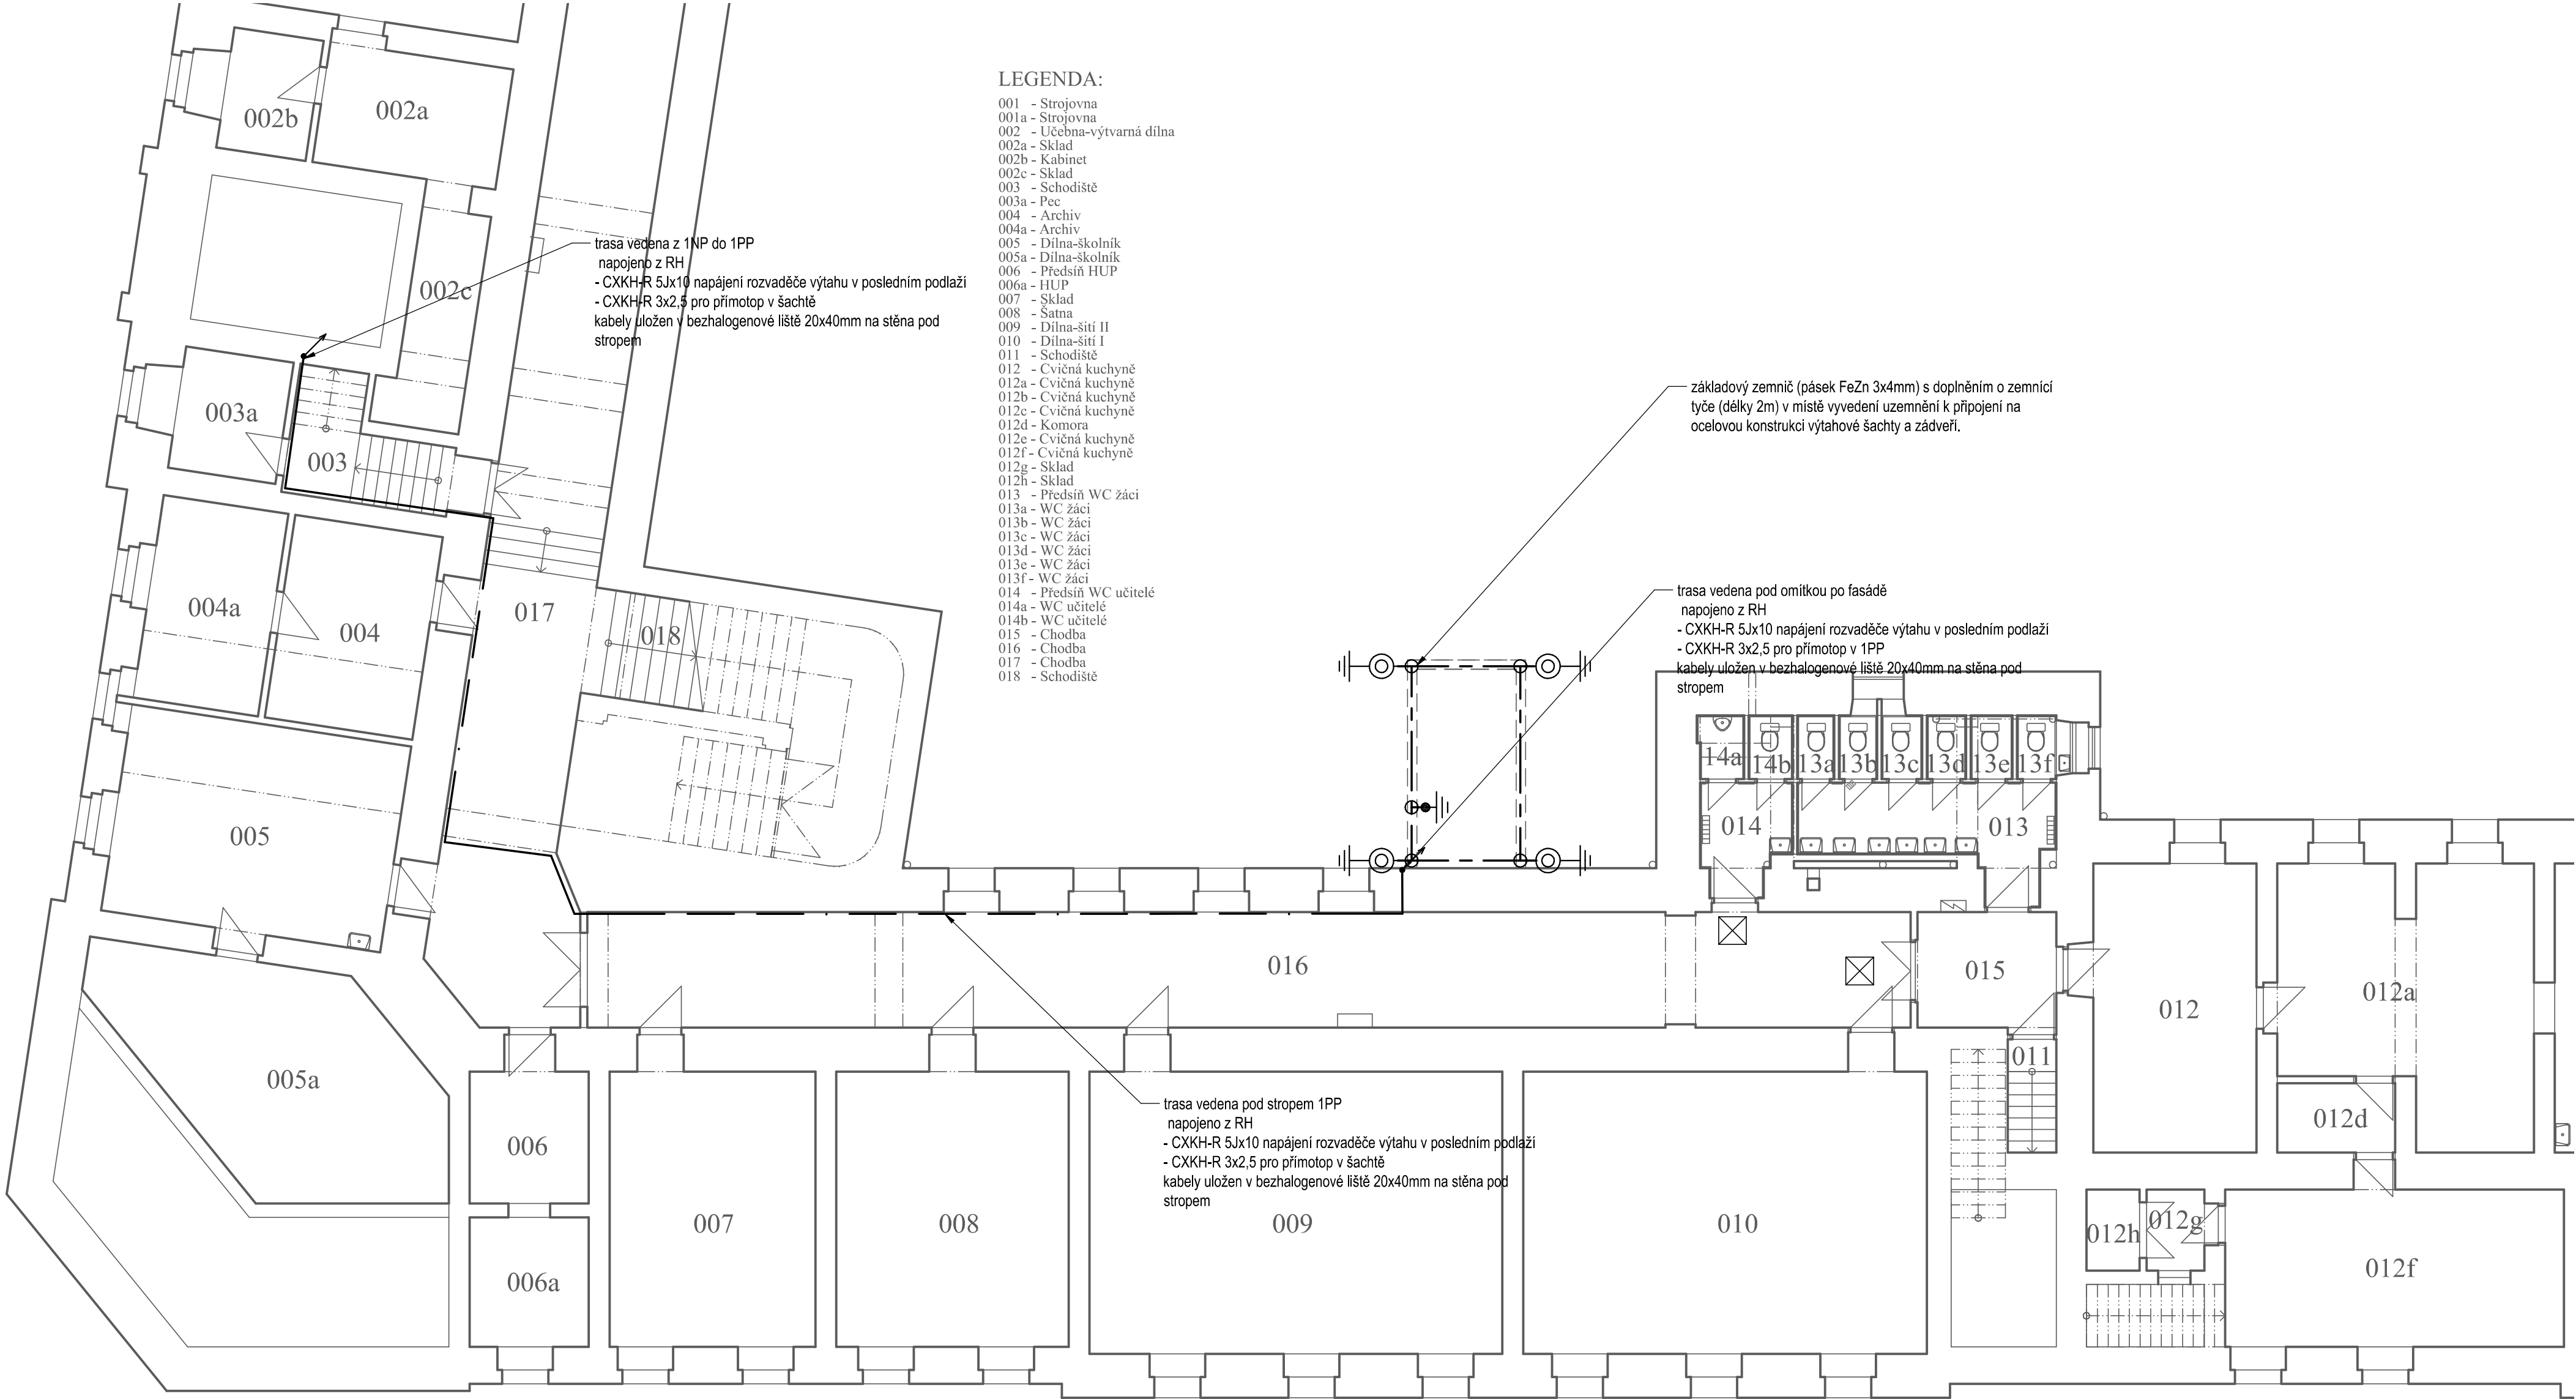 LEGENDA:
001 - Strojovna
001a - Strojovna
002 - Učebna-výtvarná dílna
002a - Sklad
002b - Kabinet
002c - Sklad
003 - Schodiště
003a - Pec
004 - Archiv
004a - Archiv
005 - Dílna-školník
005a - Dílna-školník
006 - Předsíň HUP
006a - HUP
007 - Sklad
008 - Šatna
009 - Dílna-šití II
010 - Dílna-šití I
011 - Schodiště
012 - Cvičná kuchyně
012a - Cvičná kuchyně
012b - Cvičná kuchyně
012c - Cvičná kuchyně
012d - Komora
012e - Cvičná kuchyně
012f - Cvičná kuchyně
012g - Sklad
012h - Sklad
013 - Předsíň WC žáci
013a - WC žáci
013b - WC žáci
013c - WC žáci
013d - WC žáci
013e - WC žáci
013f - WC žáci
014 - Předsíň WC učitelé
014a - WC učitelé
014b - WC učitelé
015 - Chodba
016 - Chodba
017 - Chodba
018 - Schodiště
trasa vedena z 1NP do 1PP
napojeno z RH
- CXKH-R 5Jx10 napájení rozvaděče výtahu v posledním podlaží
- CXKH-R 3x2,5 pro přímotop v šachtě
kabely uložen v bezhalogenové liště 20x40mm na stěna pod
stropem
základový zemnič (pásek FeZn 3x4mm) s doplněním o zemnící
tyče (délky 2m) v místě vyvedení uzemnění k připojení na
ocelovou konstrukci výtahové šachty a zádveří.
trasa vedena pod omítkou po fasádě
napojeno z RH
- CXKH-R 5Jx10 napájení rozvaděče výtahu v posledním podlaží
- CXKH-R 3x2,5 pro přímotop v 1PP
kabely uložen v bezhalogenové liště 20x40mm na stěna pod
stropem
trasa vedena pod stropem 1PP
napojeno z RH
- CXKH-R 5Jx10 napájení rozvaděče výtahu v posledním podlaží
- CXKH-R 3x2,5 pro přímotop v šachtě
kabely uložen v bezhalogenové liště 20x40mm na stěna pod
stropem
002b
002a
002c
003a
003
004a
004
017
018
005
005a
006
006a
007
008
009
010
016
14a
14b
13a
13b
13c
13d
13e
13f
014
013
015
011
012
012a
012d
012h
012g
012f